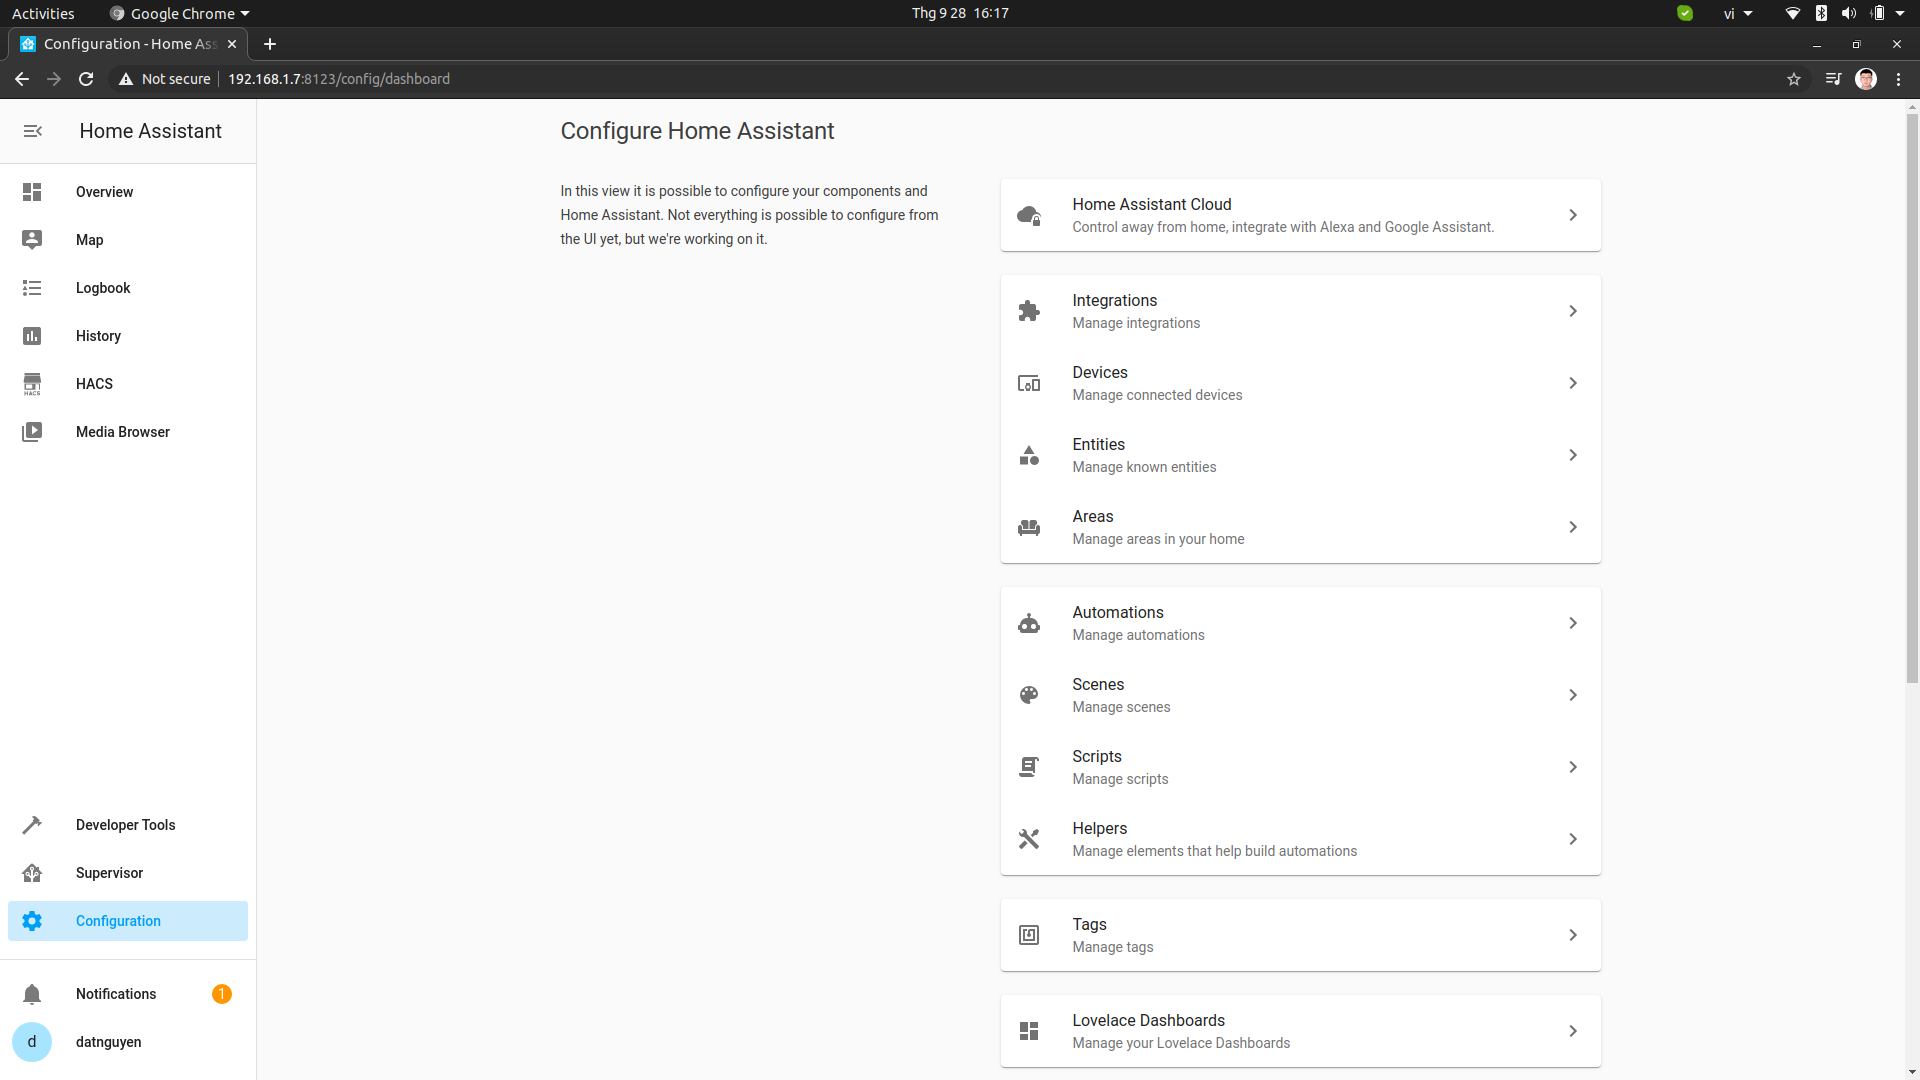 Activities
Google Chrome
Thg 9 28 16:17
vi
Configuration - Home Ass
Not secure
192.168.1.7:8123/config/dashboard
Home Assistant
Overview
Map
Logbook
History
HACS
HACS
Media Browser
Developer Tools
Supervisor
Configuration
Notifications
1
d
datnguyen
Configure Home Assistant
In this view it is possible to configure your components and
Home Assistant. Not everything is possible to configure from
the UI yet, but we're working on it.
Home Assistant Cloud
Control away from home, integrate with Alexa and Google Assistant.
Integrations
Manage integrations
Devices
Manage connected devices
Entities
Manage known entities
Areas
Manage areas in your home
Automations
Manage automations
Scenes
Manage scenes
Scripts
Manage scripts
Helpers
Manage elements that help build automations
Tags
Manage tags
Lovelace Dashboards
Manage your Lovelace Dashboards